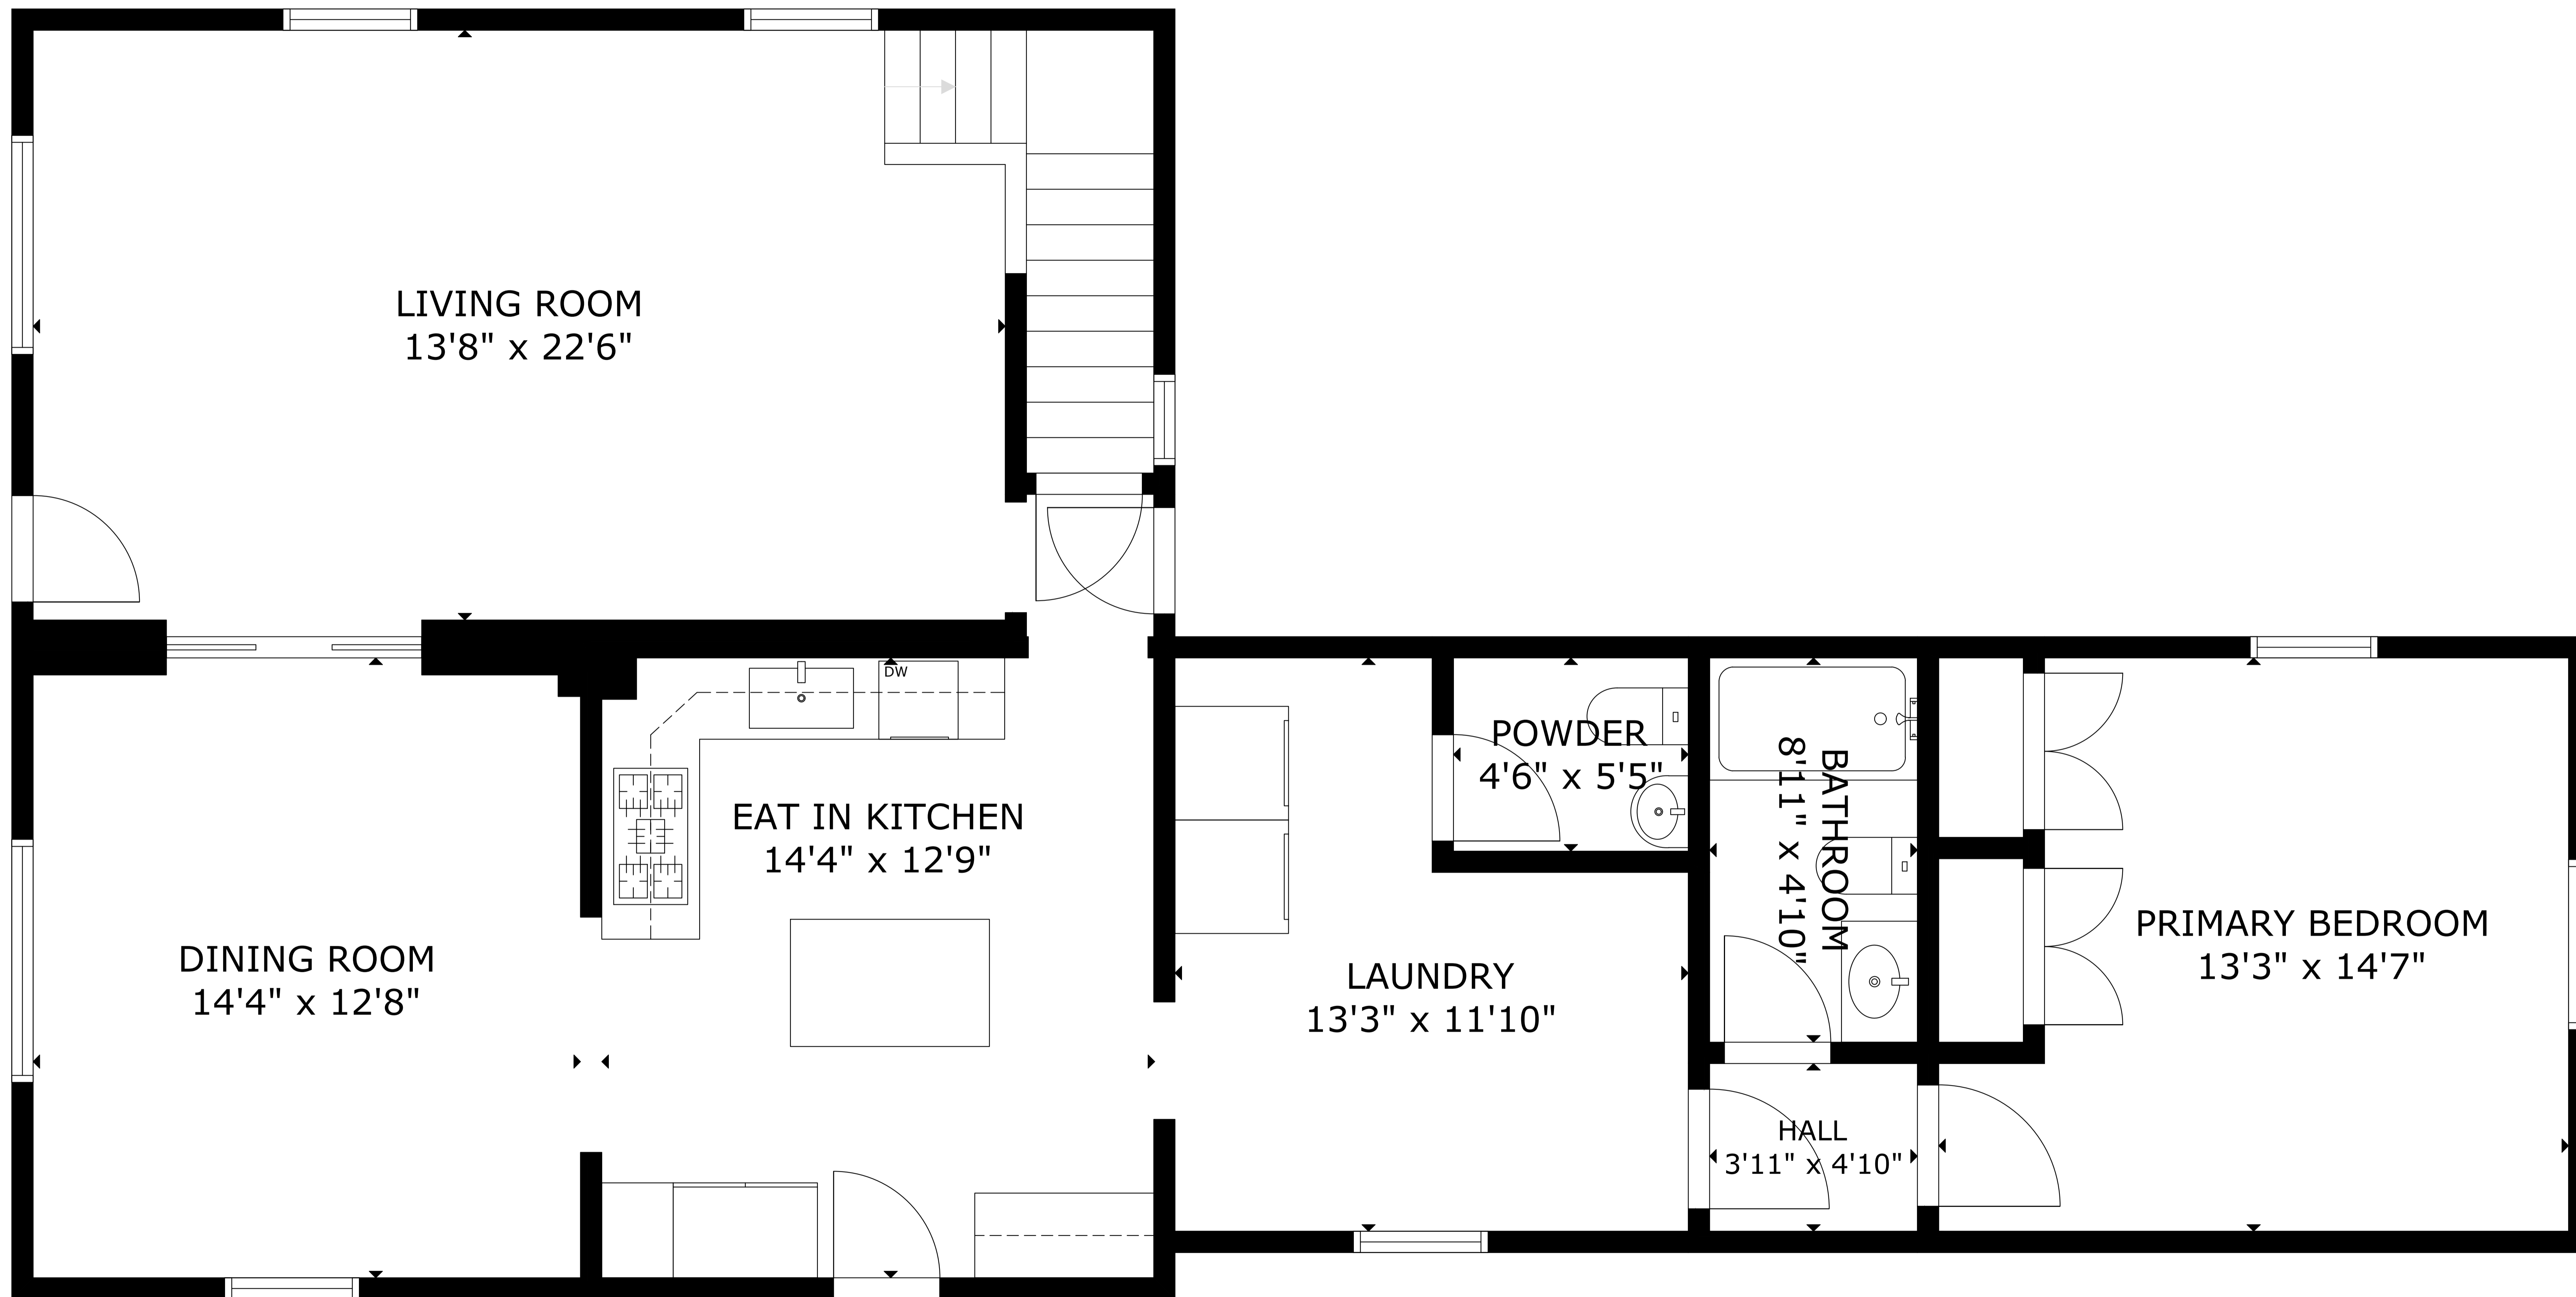 LIVING ROOM
13'8" x 22'6"
DW
POWDER
4'6" x 5'5"
EAT IN KITCHEN
14'4" x 12'9"
BATHROOM
8'11" x 4'10"
PRIMARY BEDROOM
13'3" x 14'7"
DINING ROOM
14'4" x 12'8"
LAUNDRY
13'3" x 11'10"
HALL
3'11" x 4'10"